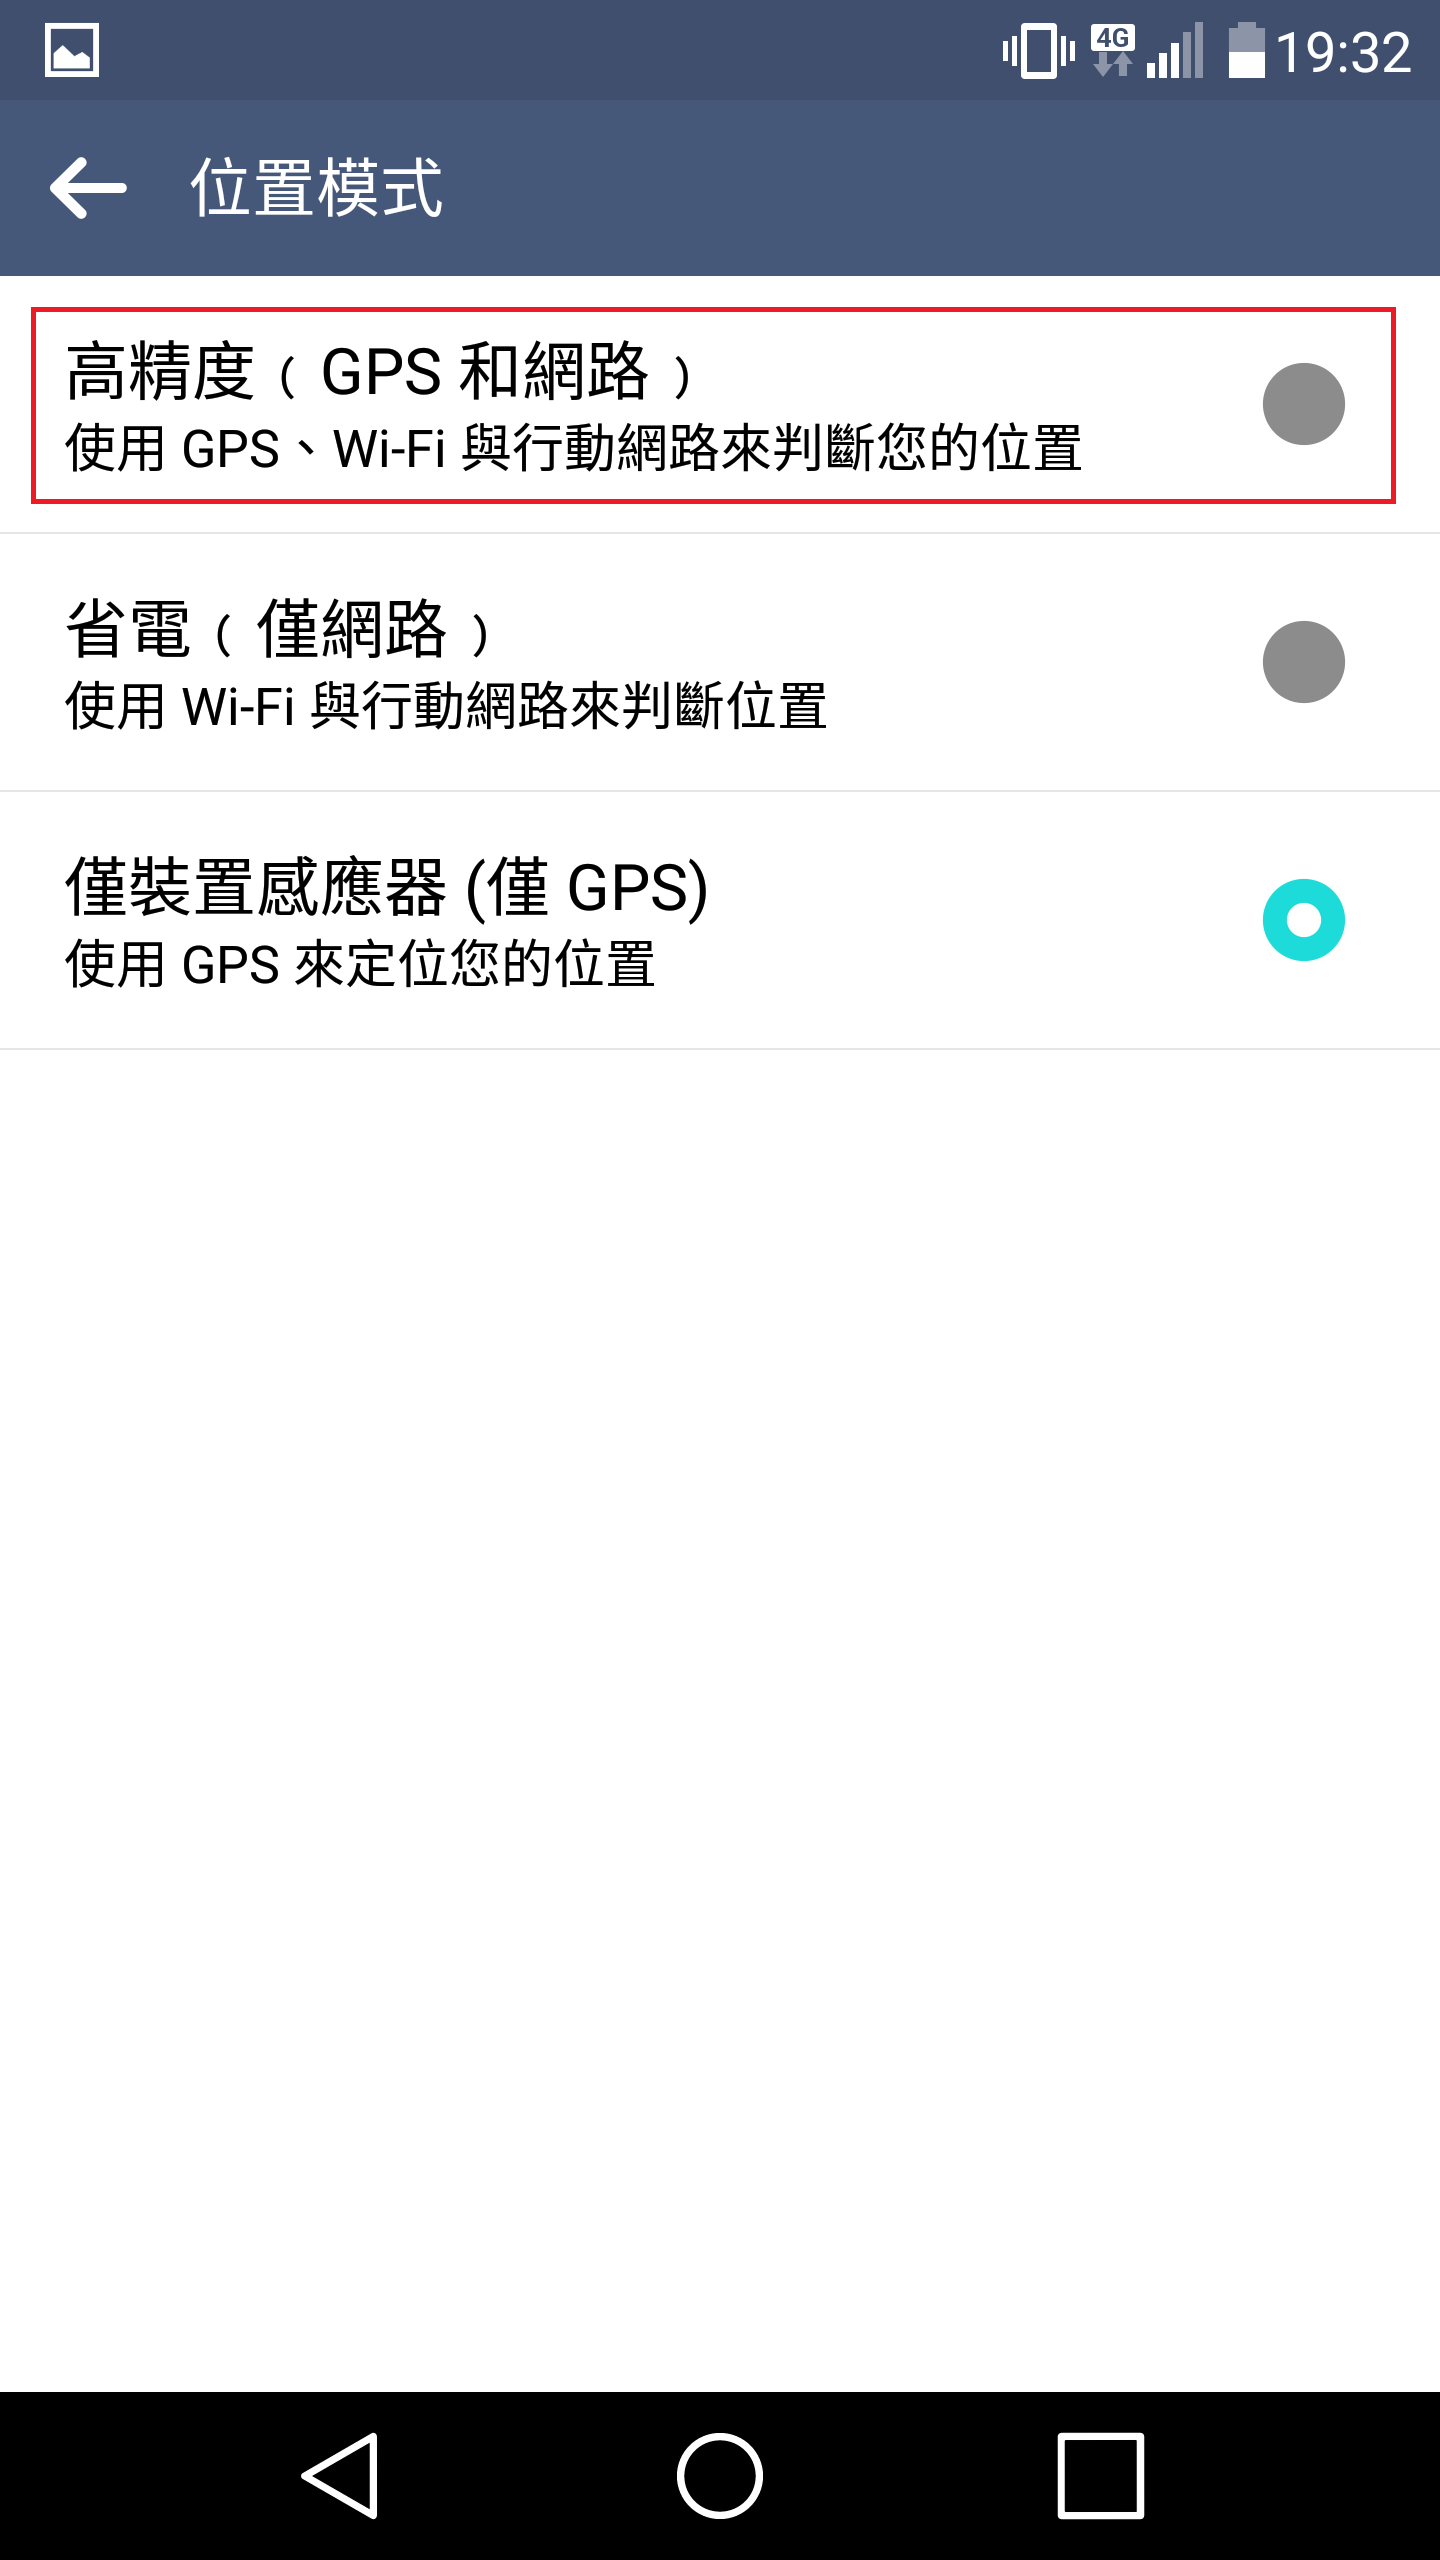 4G 19:32
位置模式
高精度﹙GPS 和網路﹚
使用 GPS、Wi-Fi 與行動網路來判斷您的位置
省電﹙僅網路﹚
使用 Wi-Fi 與行動網路來判斷位置
僅裝置感應器 (僅 GPS)
使用 GPS 來定位您的位置